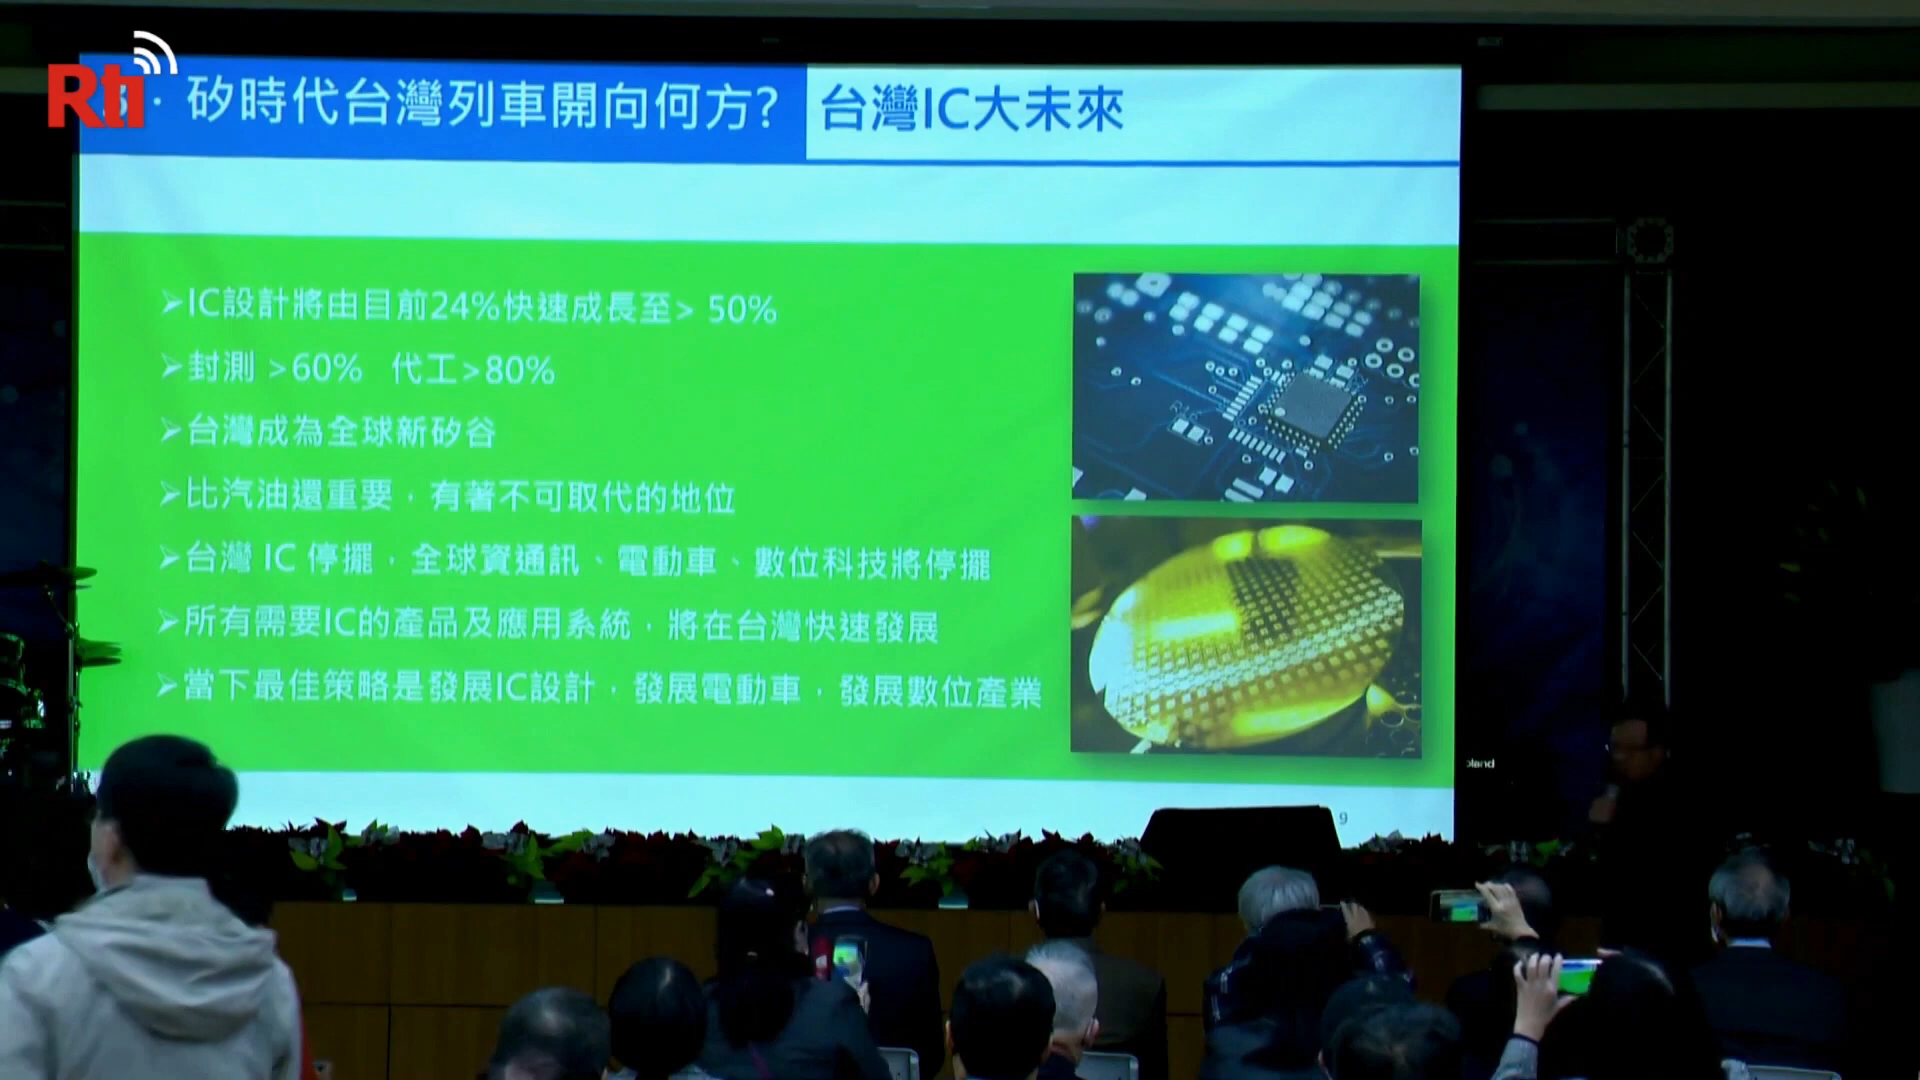 Rti
矽時代台灣列車開向何方?
台灣IC大未來
➢IC設計將由目前24%快速成長至> 50%
➢封測 >60% 代工>80%
➢台灣成為全球新矽谷
➢比汽油還重要，有著不可取代的地位
➢台灣 IC 停擺，全球資通訊、電動車、數位科技將停擺
➢所有需要IC的產品及應用系統，將在台灣快速發展
➢當下最佳策略是發展IC設計，發展電動車，發展數位產業
9